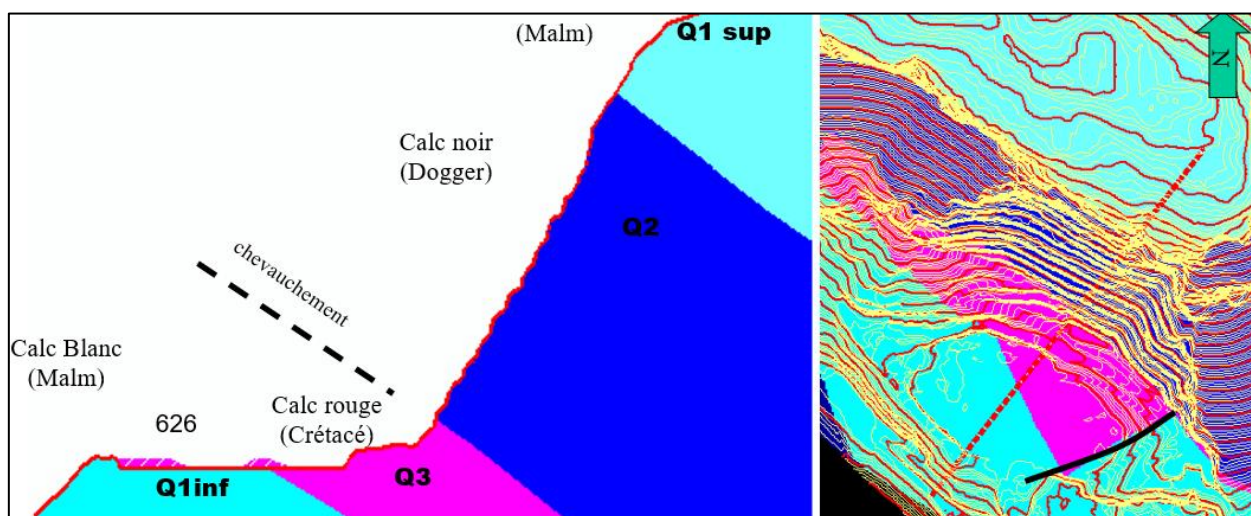 (Malm)
Q1 sup
Calc noir
(Dogger)
Q2
chevauchement
Calc Blanc
(Malm)
626
Calc rouge
(Crétacé)
Q3
Q1inf
N